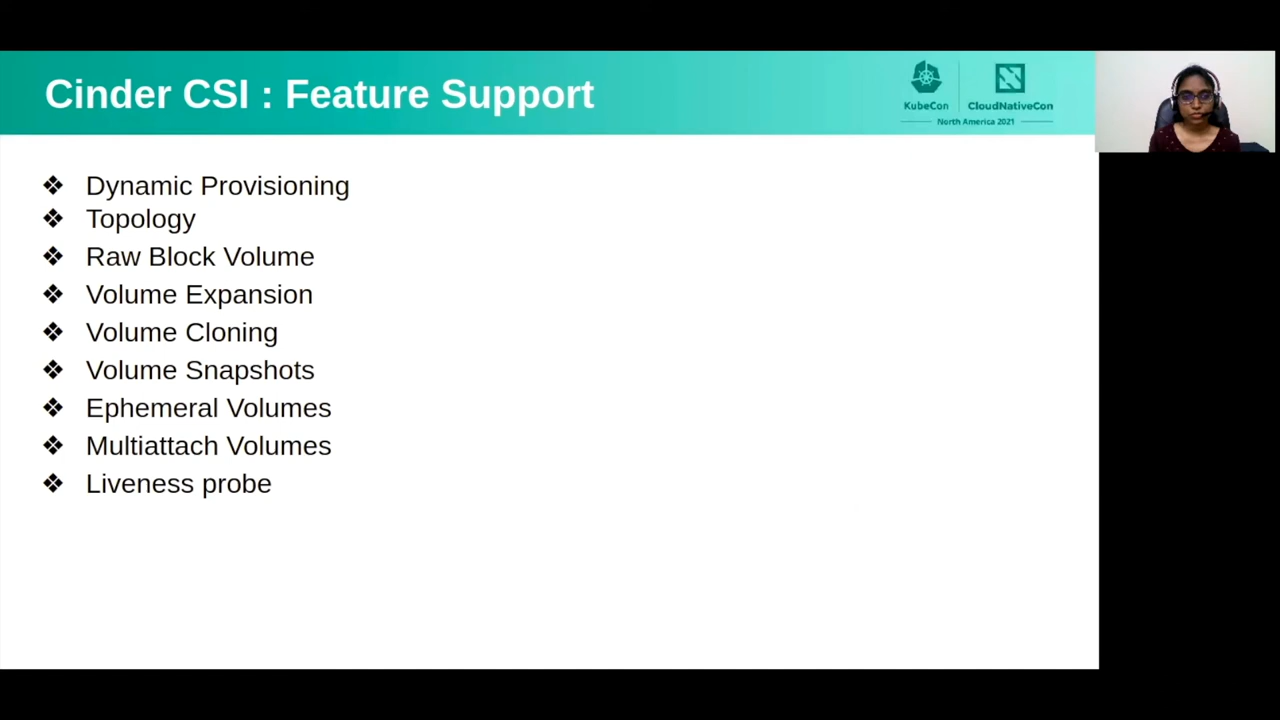 Cinder CSI : Feature Support
KubeCon
CloudNativeCon
North America 2021
❖ Dynamic Provisioning
❖ Topology
❖ Raw Block Volume
❖ Volume Expansion
❖ Volume Cloning
❖ Volume Snapshots
❖ Ephemeral Volumes
❖ Multiattach Volumes
❖ Liveness probe